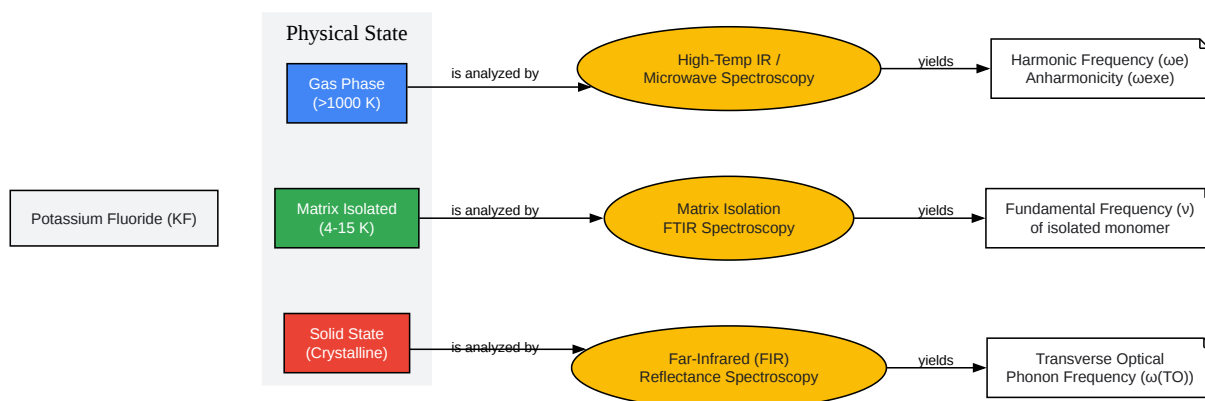 Physical State
Gas Phase
(>1000 K)
is analyzed by
High-Temp IR /
Microwave Spectroscopy
yields
Harmonic Frequency (ωe)
Anharmonicity (ωexe)
Potassium Fluoride (KF)
Matrix Isolated
(4-15 K)
is analyzed by
Matrix Isolation
FTIR Spectroscopy
yields
Fundamental Frequency (ν)
of isolated monomer
Solid State
(Crystalline)
is analyzed by
Far-Infrared (FIR)
Reflectance Spectroscopy
yields
Transverse Optical
Phonon Frequency (ω(TO))